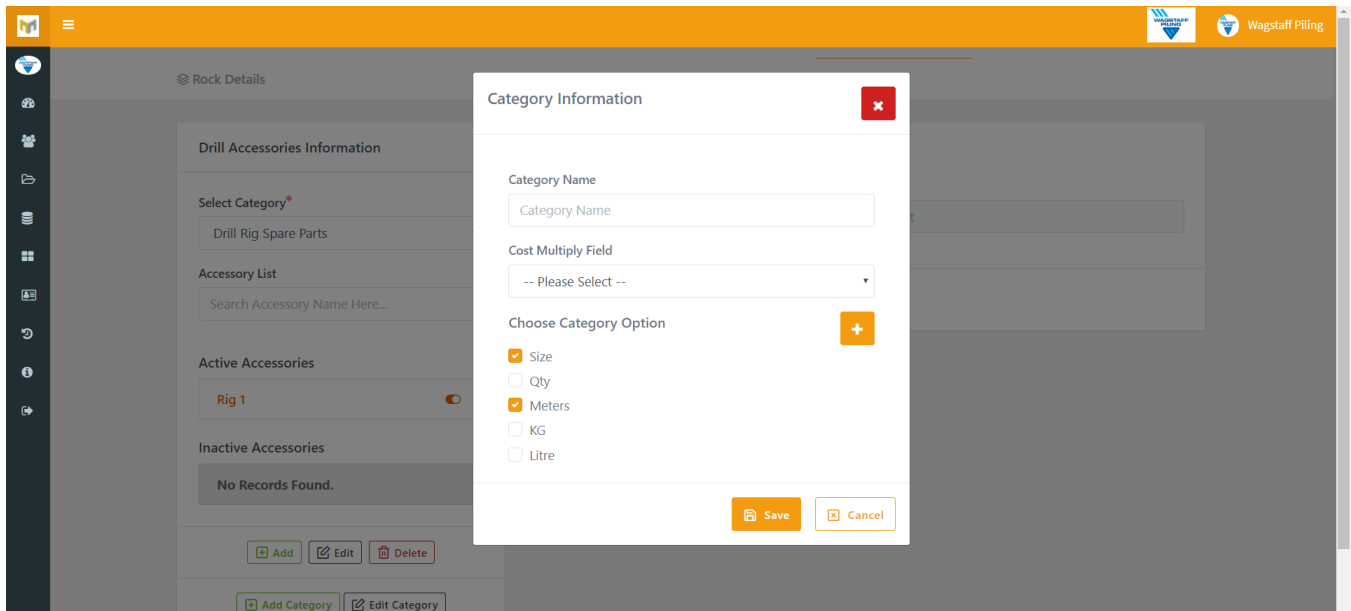 WAGSTAFF PILING
Wagstaff Piling
Rock Details
Category Information
Drill Accessories Information
Category Name
Select Category*
Category Name
Drill Rig Spare Parts
Cost Multiply Field
Accessory List
-- Please Select --
Search Accessory Name Here...
Choose Category Option
Size
Active Accessories
Qty
Rig 1
Meters
KG
Inactive Accessories
Litre
No Records Found.
Save
Cancel
Add
Edit
Delete
Add Category
Edit Category